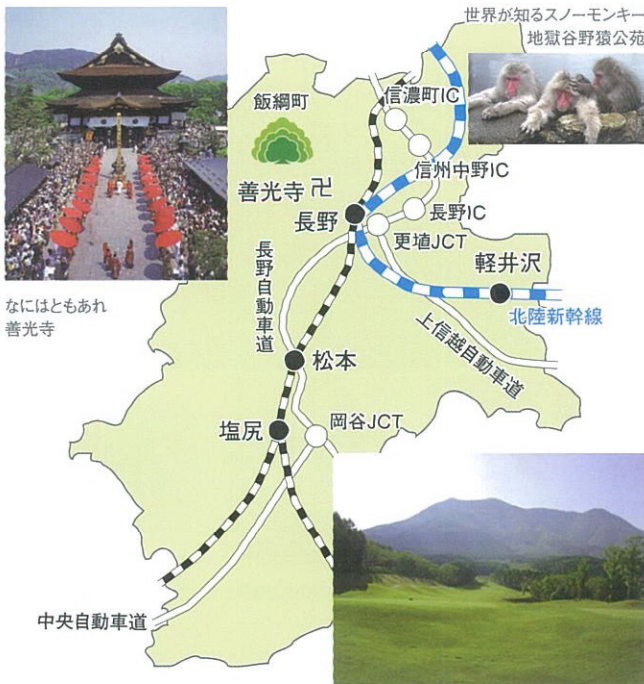 世界が知るスノーモンキー
地獄谷野猿公苑
信濃町IC
飯綱町
信州中野IC
善光寺 卍
長野
長野IC
更埴JCT
軽井沢
長野自動車道
なにはともあれ
善光寺
北陸新幹線
上信越自動車道
松本
塩尻
岡谷JCT
中央自動車道